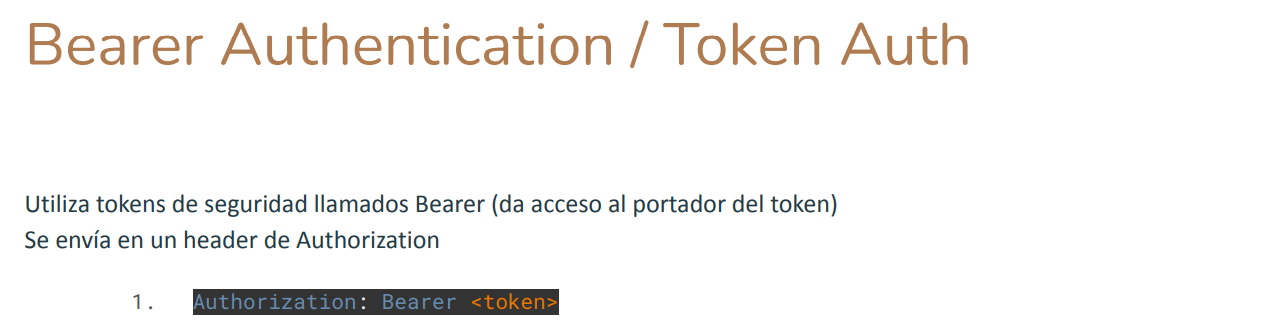 Bearer Authentication / Token Auth
Utiliza tokens de seguridad llamados Bearer (da acceso al portador del token)
Se envía en un header de Authorization
1. Authorization: Bearer <token>